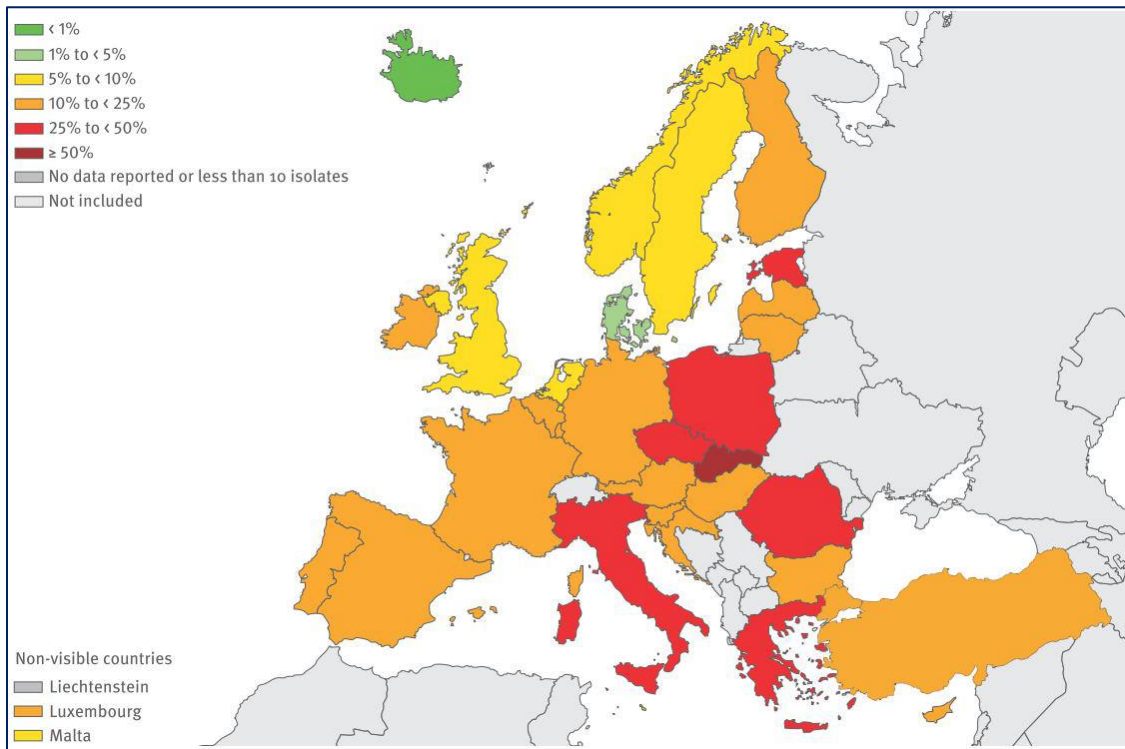 < 1%
1% to < 5%
5% to < 10%
10% to < 25%
25% to < 50%
≥ 50%
No data reported or less than 10 isolates
Not included
Non-visible countries
Liechtenstein
Luxembourg
Malta